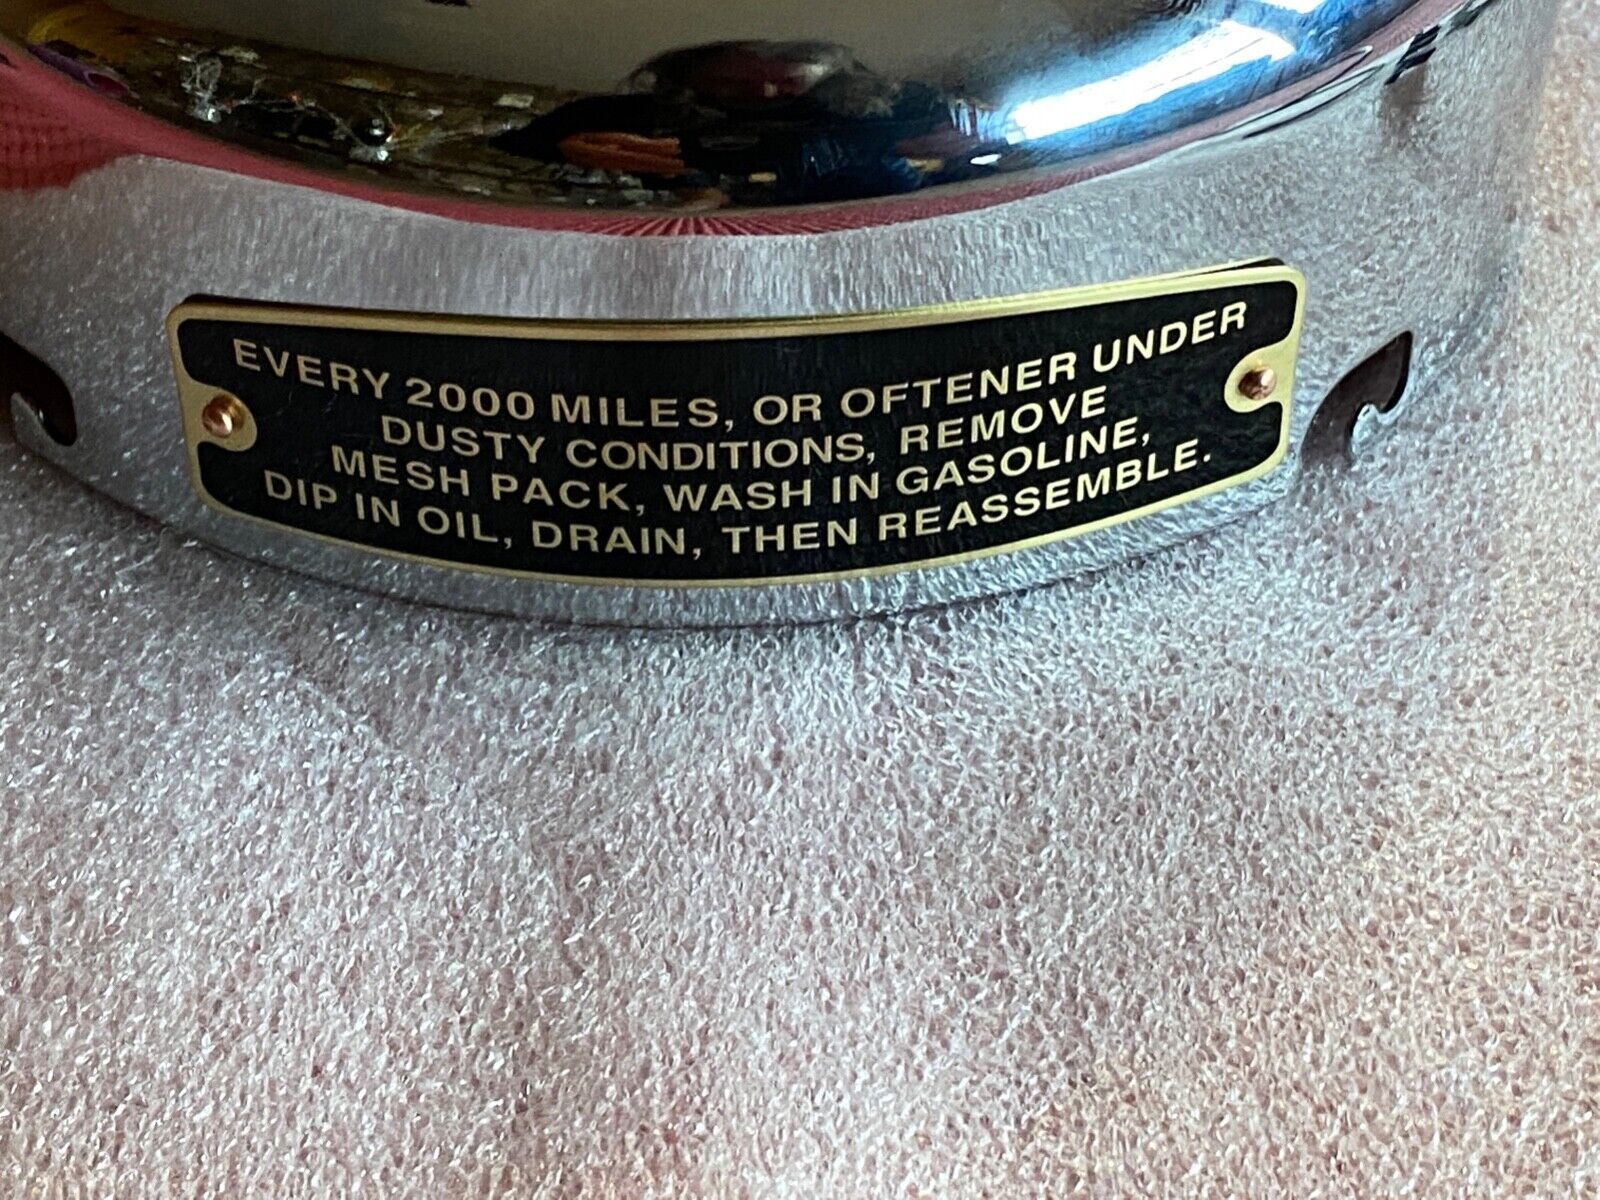 EVERY 2000 MILES, OR OFTENER UNDER
DUSTY CONDITIONS, REMOVE
MESH PACK, WASH IN GASOLINE,
DIP IN OIL, DRAIN, THEN REASSEMBLE.